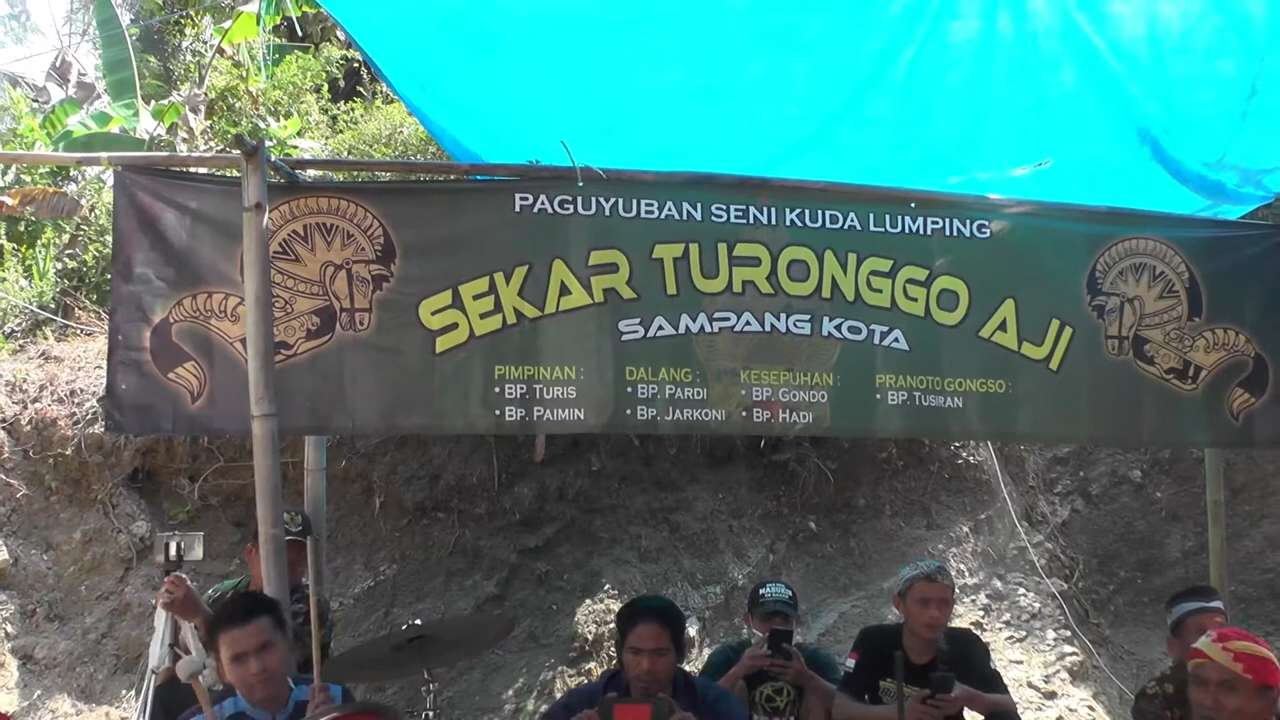 PAGUYUBAN SENI KUDA LUMPING
SEKAR TURONGGO AJI
SAMPANG KOTA
PIMPINAN :
• BP. TURIS
• BP. PAIMIN
DALANG :
• BP. PARDI
• BP. JARKONI
KESEPUHAN :
• BP. GONDO
• BP. HADI
PRANOTO GONGSO :
• BP. TUSIRAN
MASUKIN